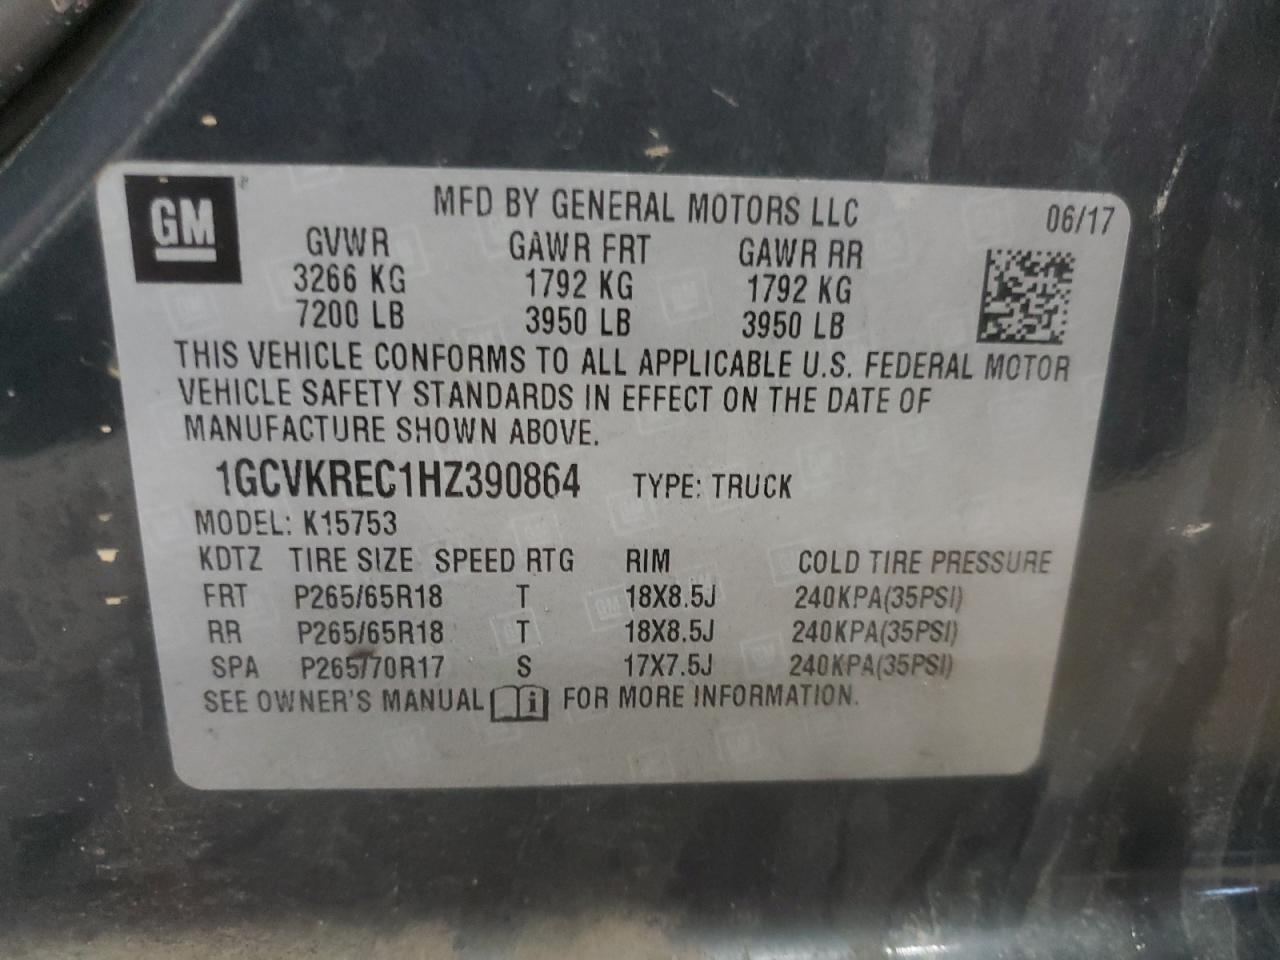 GM
MFD BY GENERAL MOTORS LLC 06/17
GVWR GAWR FRT GAWR RR
3266 KG 1792 KG 1792 KG
7200 LB 3950 LB 3950 LB
THIS VEHICLE CONFORMS TO ALL APPLICABLE U.S. FEDERAL MOTOR
VEHICLE SAFETY STANDARDS IN EFFECT ON THE DATE OF
MANUFACTURE SHOWN ABOVE.
1GCVKREC1HZ390864 TYPE: TRUCK
MODEL: K15753
KDTZ TIRE SIZE SPEED RTG RIM COLD TIRE PRESSURE
FRT P265/65R18 T 18X8.5J 240KPA(35PSI)
RR P265/65R18 T 18X8.5J 240KPA(35PSI)
SPA P265/70R17 S 17X7.5J 240KPA(35PSI)
SEE OWNER'S MANUAL i FOR MORE INFORMATION.